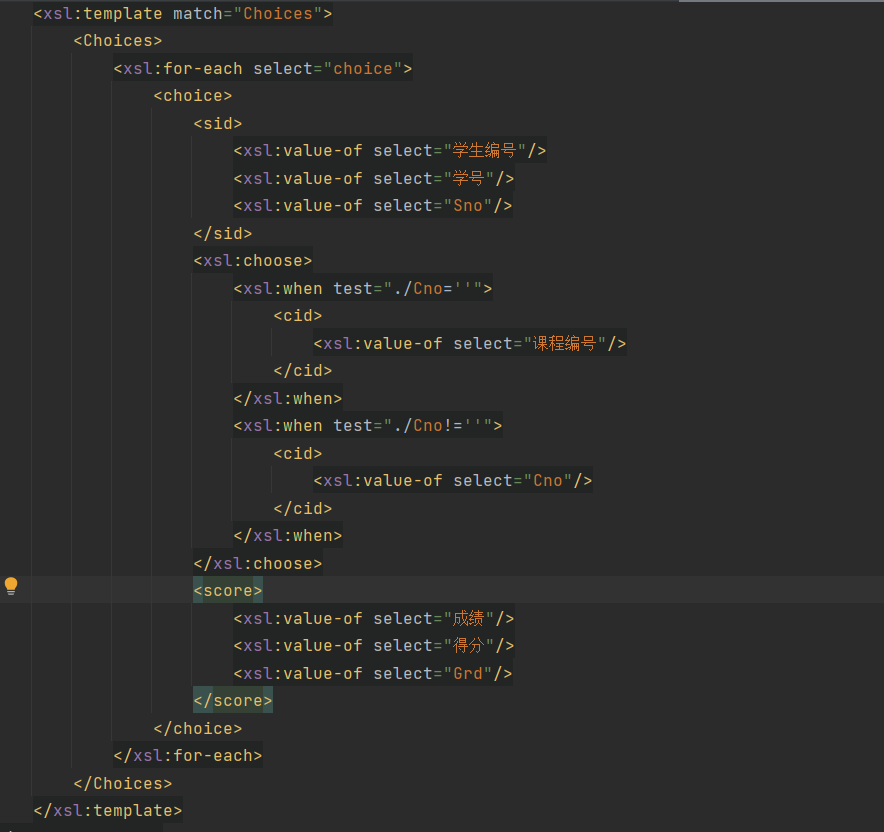 <xsl:template match="Choices">
<Choices>
<xsl:for-each select="choice">
<choice>
<sid>
<xsl:value-of select="学生编号"/>
<xsl:value-of select="学号"/>
<xsl:value-of select="Sno"/>
</sid>
<xsl:choose>
<xsl:when test="./Cno=''">
<cid>
<xsl:value-of select="课程编号"/>
</cid>
</xsl:when>
<xsl:when test="./Cno!=''">
<cid>
<xsl:value-of select="Cno"/>
</cid>
</xsl:when>
</xsl:choose>
<score>
<xsl:value-of select="成绩"/>
<xsl:value-of select="得分"/>
<xsl:value-of select="Grd"/>
</score>
</choice>
</xsl:for-each>
</Choices>
</xsl:template>